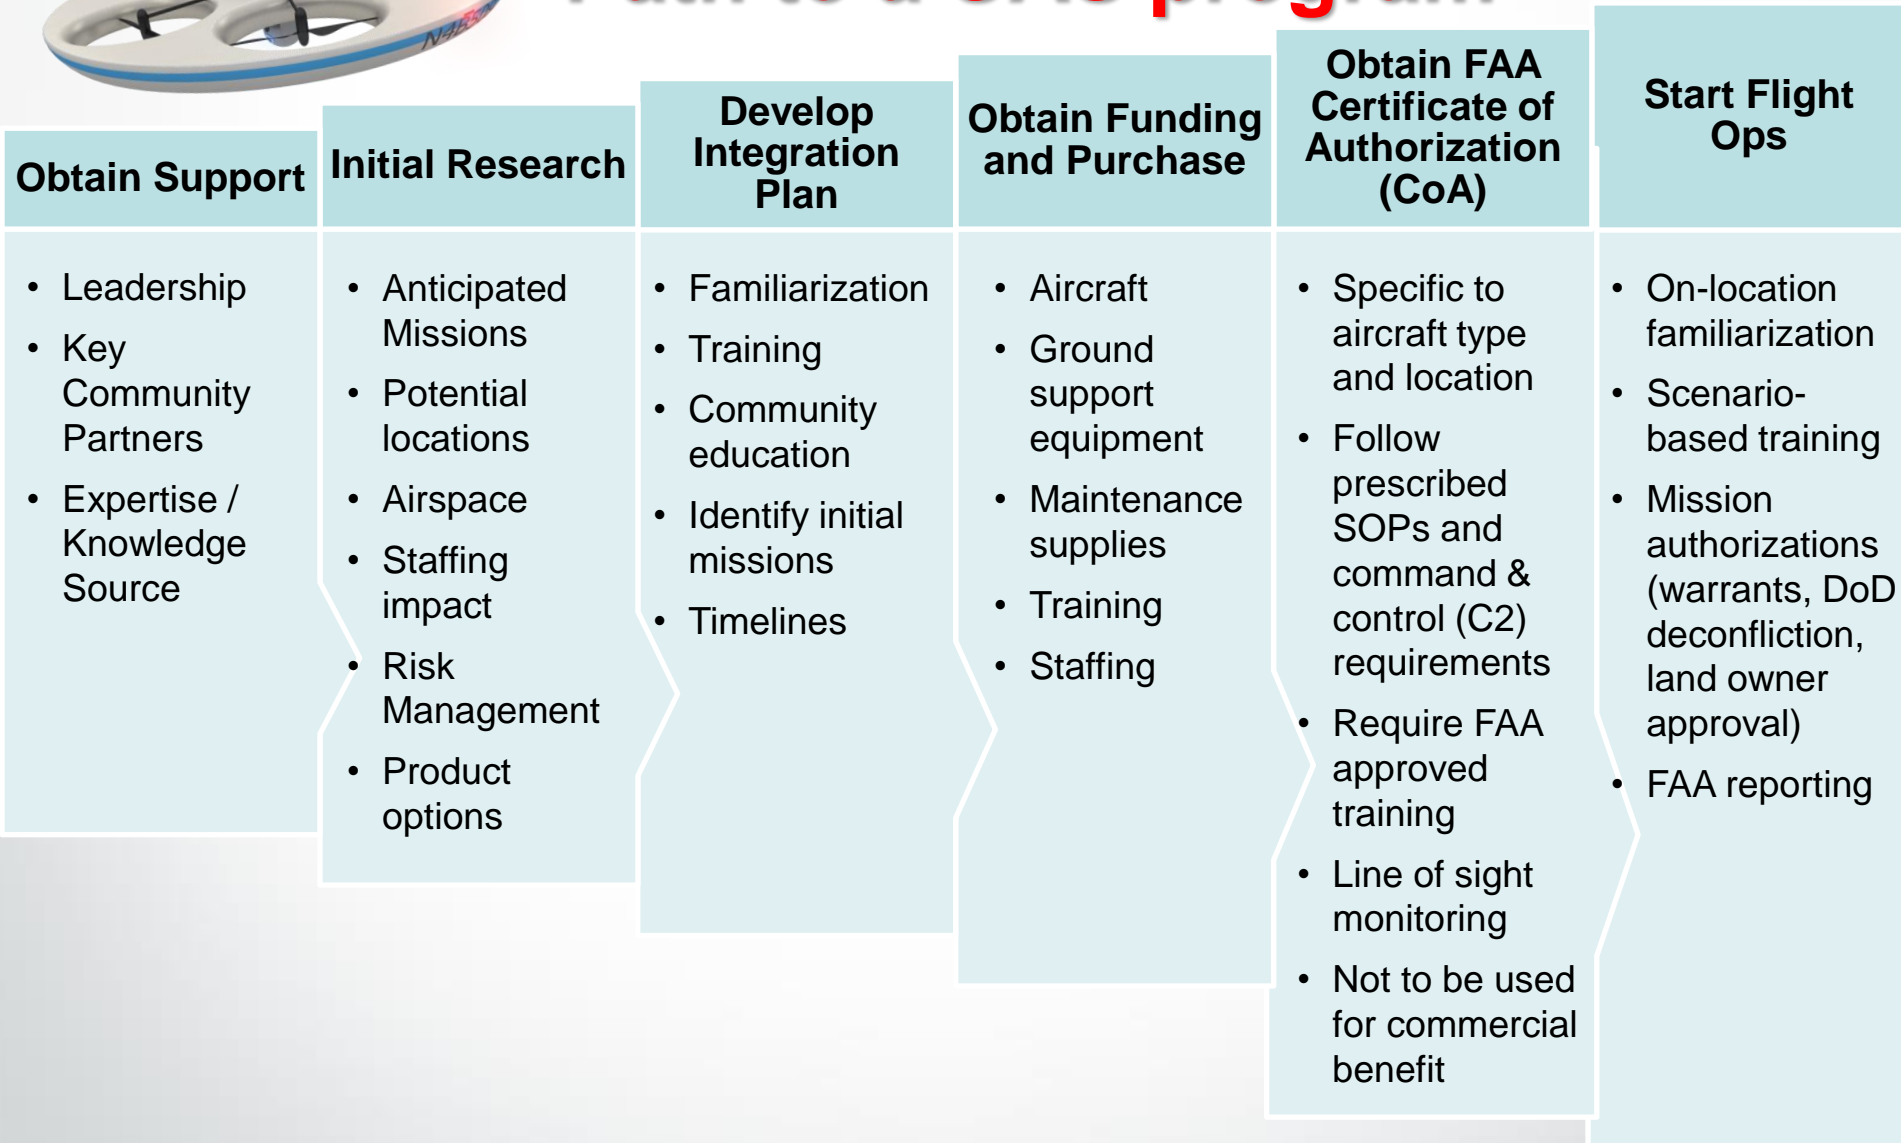 Path to a UAS program
Obtain Support
• Leadership
• Key
Community
Partners
• Expertise /
Knowledge
Source
Initial Research
• Anticipated
Missions
• Potential
locations
• Airspace
• Staffing
impact
• Risk
Management
• Product
options
Develop
Integration
Plan
• Familiarization
• Training
• Community
education
• Identify initial
missions
• Timelines
Obtain Funding
and Purchase
• Aircraft
• Ground
support
equipment
• Maintenance
supplies
• Training
• Staffing
Obtain FAA
Certificate of
Authorization
(CoA)
• Specific to
aircraft type
and location
• Follow
prescribed
SOPs and
command &
control (C2)
requirements
• Require FAA
approved
training
• Line of sight
monitoring
• Not to be used
for commercial
benefit
Start Flight
Ops
• On-location
familiarization
• Scenario-
based training
• Mission
authorizations
(warrants, DoD
deconfliction,
land owner
approval)
• FAA reporting